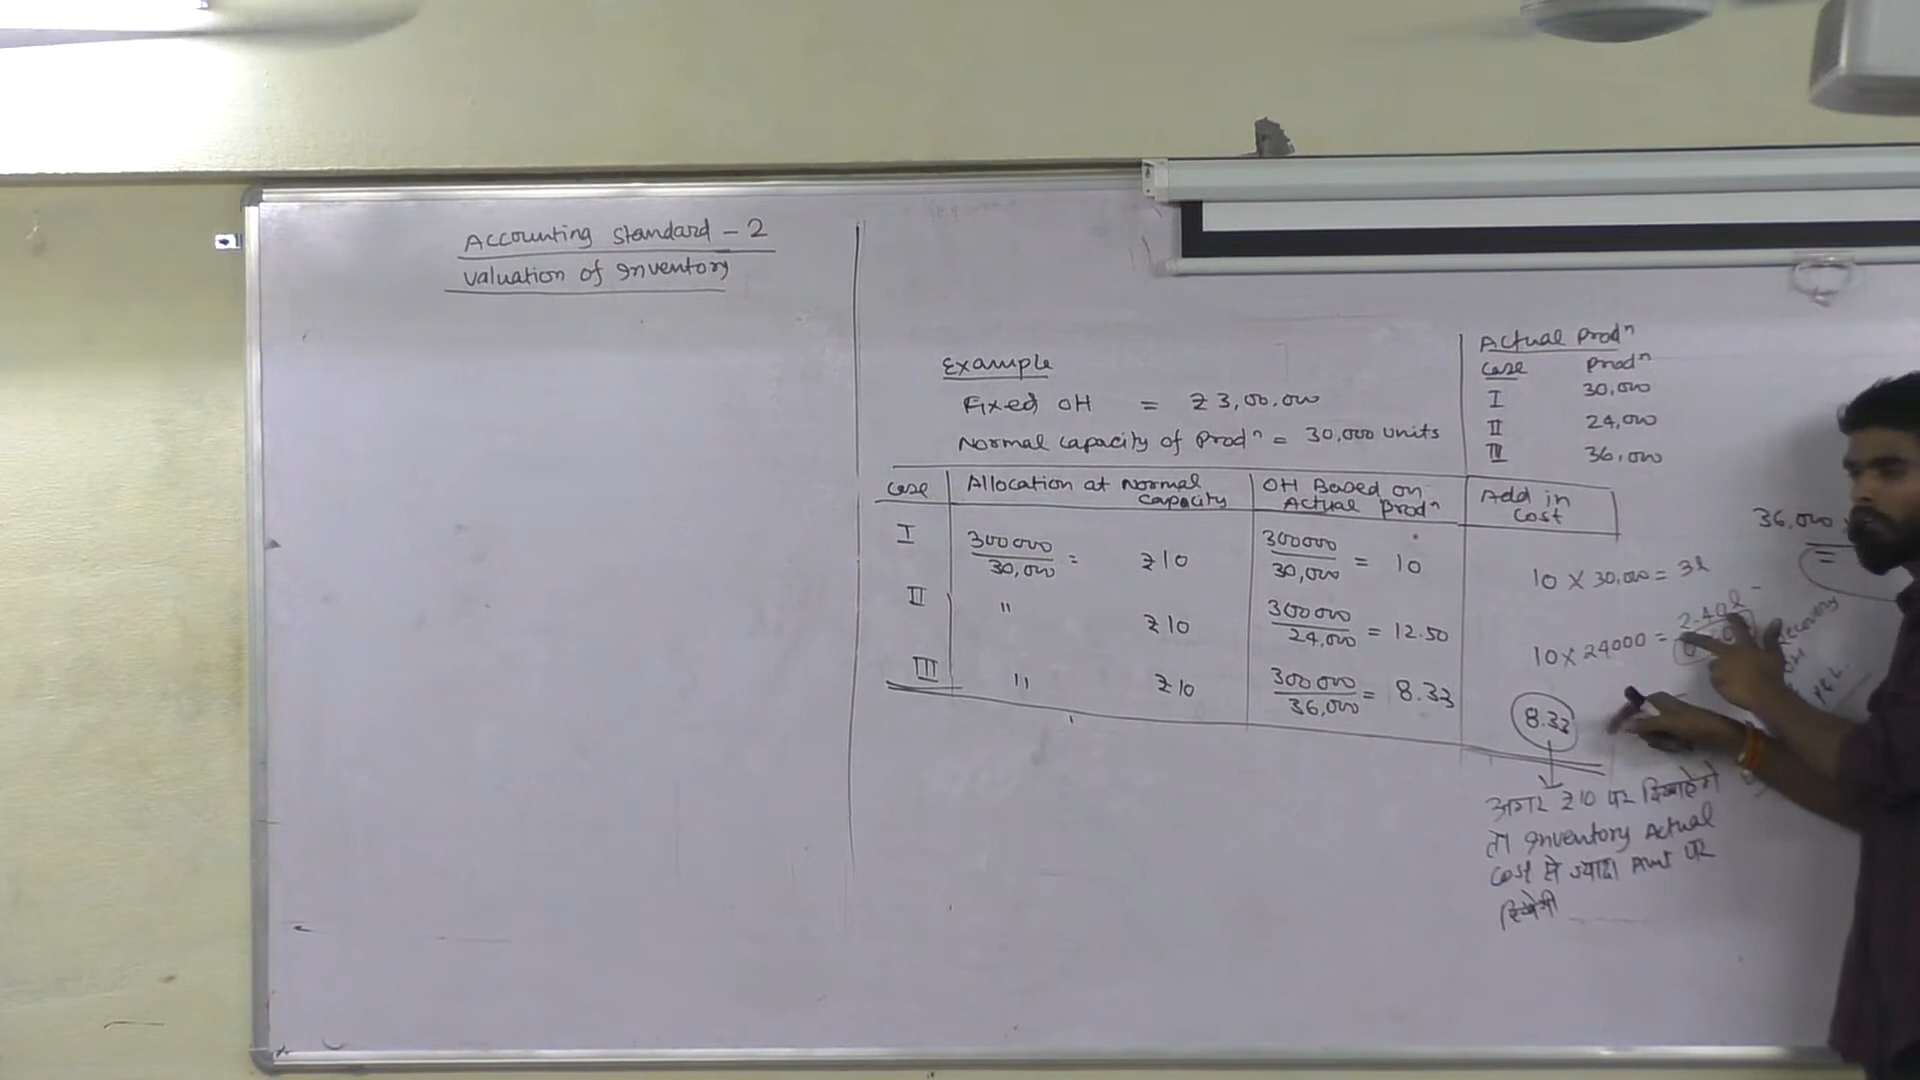 Accounting Standard - 2
Valuation of Inventory
Example
Fixed OH = ₹3,00,000
Normal Capacity of Prodⁿ = 30,000 units
Actual Prodⁿ
Case Prodⁿ
I 30,000
II 24,000
III 36,000
Case Allocation at Normal Capacity OH Based on Actual Prodⁿ Add in Cost
I 300000/30,000 = ₹10 300000/30,000 = 10 10 × 30,000 = 3l
II " ₹10 300000/24,000 = 12.50 10 × 24000 = 2.40l
III " ₹10 300000/36,000 = 8.33 8.33
36,000
P&L
अगर ₹10 पर दिखाऐंगे
तो Inventory Actual
Cost से ज्यादा Amt पर
दिखेगी